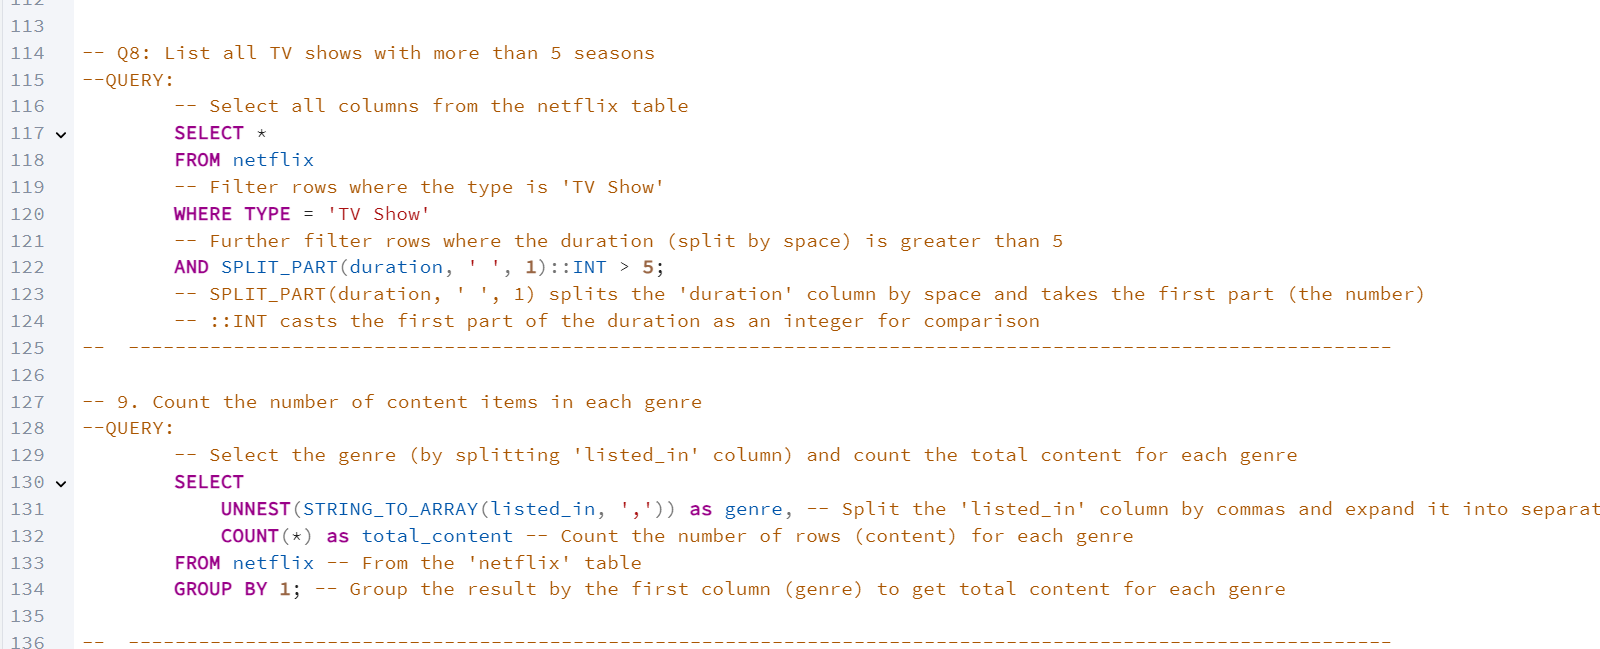 112
113
114 -- Q8: List all TV shows with more than 5 seasons
115 --QUERY:
116 -- Select all columns from the netflix table
117 SELECT *
118 FROM netflix
119 -- Filter rows where the type is 'TV Show'
120 WHERE TYPE = 'TV Show'
121 -- Further filter rows where the duration (split by space) is greater than 5
122 AND SPLIT_PART(duration, ' ', 1)::INT > 5;
123 -- SPLIT_PART(duration, ' ', 1) splits the 'duration' column by space and takes the first part (the number)
124 -- ::INT casts the first part of the duration as an integer for comparison
125 -- ------------------------------------------------------------------------------------------------------------
126
127 -- 9. Count the number of content items in each genre
128 --QUERY:
129 -- Select the genre (by splitting 'listed_in' column) and count the total content for each genre
130 SELECT
131 UNNEST(STRING_TO_ARRAY(listed_in, ',')) as genre, -- Split the 'listed_in' column by commas and expand it into separat
132 COUNT(*) as total_content -- Count the number of rows (content) for each genre
133 FROM netflix -- From the 'netflix' table
134 GROUP BY 1; -- Group the result by the first column (genre) to get total content for each genre
135
136 -- ------------------------------------------------------------------------------------------------------------